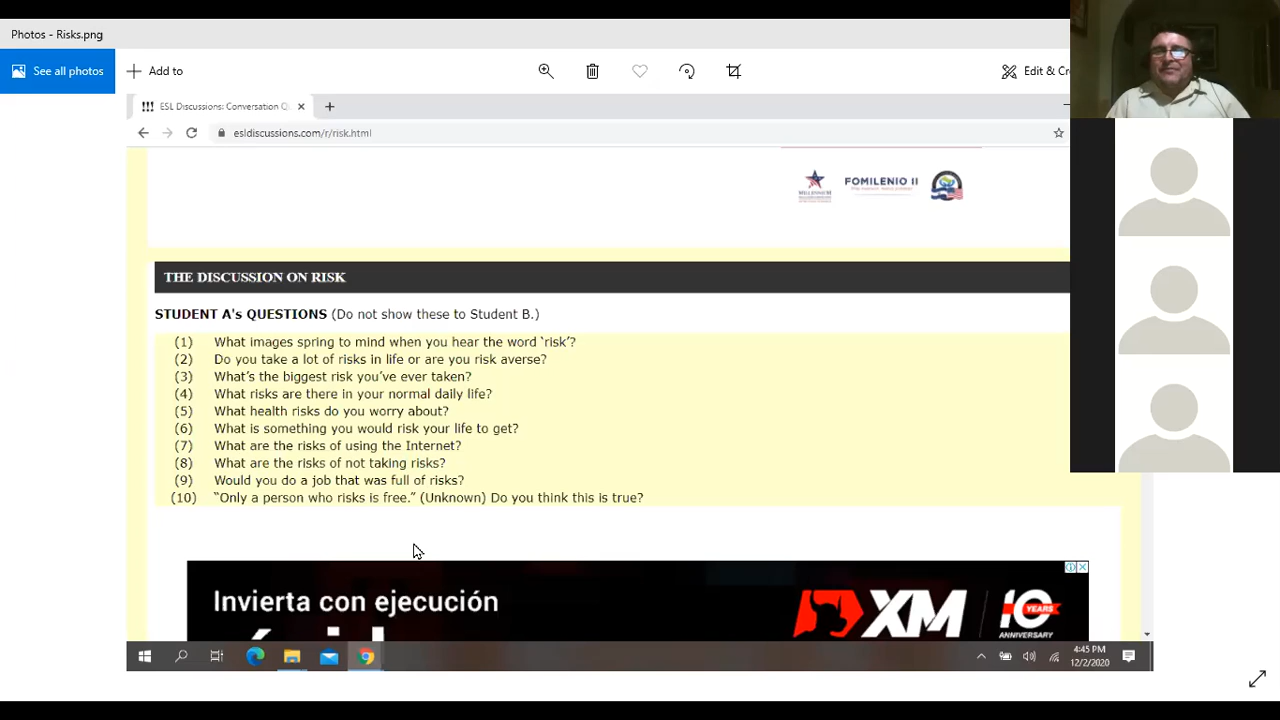 Photos - Risks.png
See all photos
Add to
Edit & Cr
ESL Discussions: Conversation Q
esldiscussions.com/r/risk.html
MILLENNIUM
FOMILENIO II
THE DISCUSSION ON RISK
STUDENT A's QUESTIONS (Do not show these to Student B.)
(1) What images spring to mind when you hear the word ‘risk’?
(2) Do you take a lot of risks in life or are you risk averse?
(3) What’s the biggest risk you’ve ever taken?
(4) What risks are there in your normal daily life?
(5) What health risks do you worry about?
(6) What is something you would risk your life to get?
(7) What are the risks of using the Internet?
(8) What are the risks of not taking risks?
(9) Would you do a job that was full of risks?
(10) “Only a person who risks is free.” (Unknown) Do you think this is true?
Invierta con ejecución
XM
10
YEARS
ANNIVERSARY
4:45 PM
12/2/2020